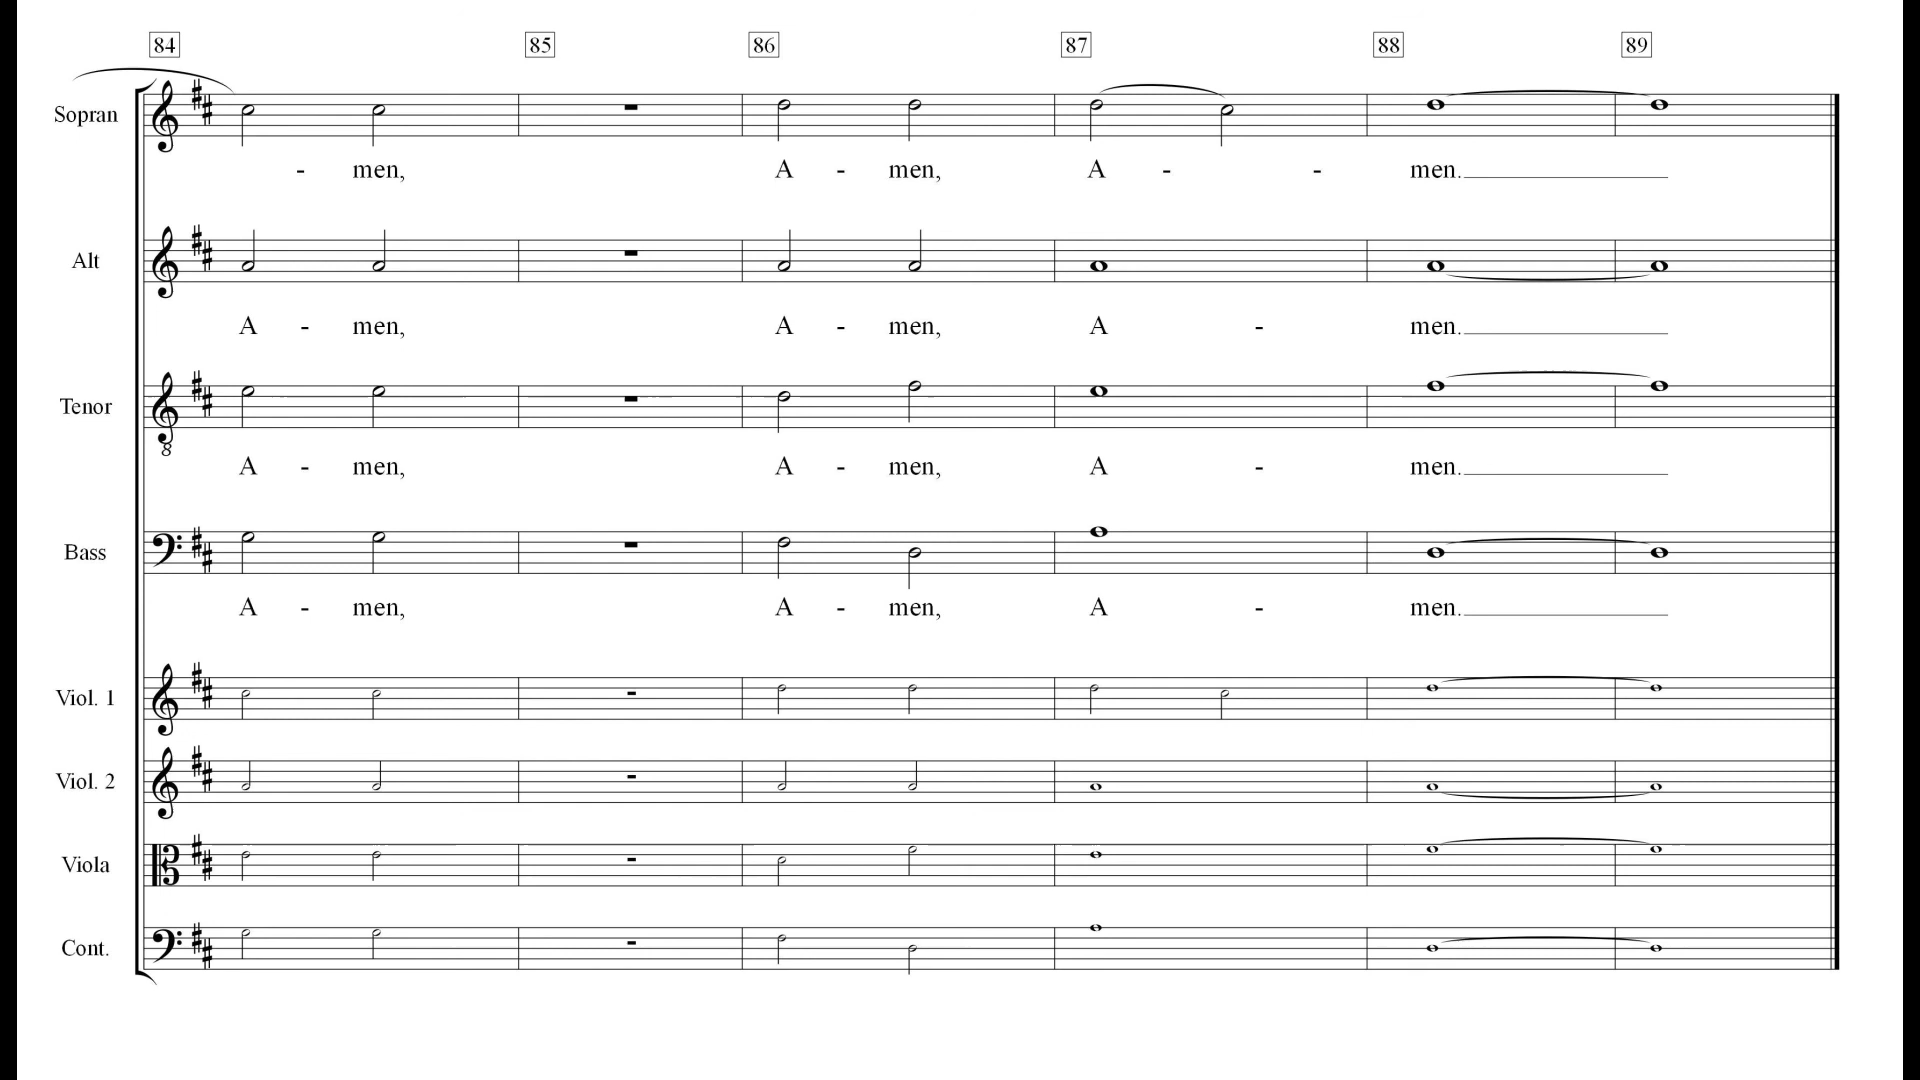 84 85 86 87 88 89
Sopran
- men, A - men, A - - men.
Alt
A - men, A - men, A - men.
Tenor
8
A - men, A - men, A - men.
Bass
A - men, A - men, A - men.
Viol. 1
Viol. 2
Viola
Cont.